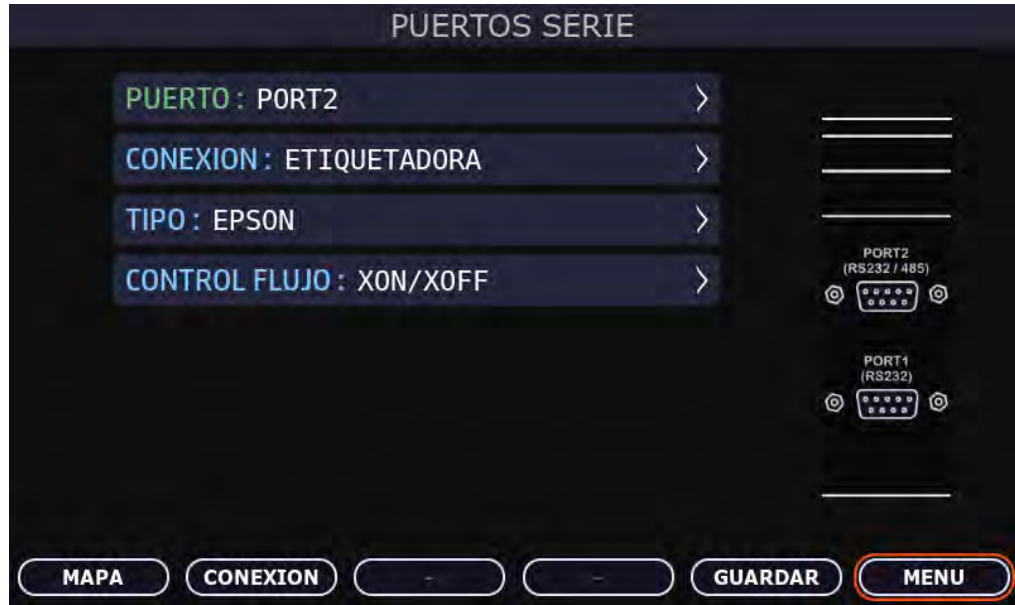 PUERTOS SERIE
PUERTO: PORT2
CONEXION: ETIQUETADORA
TIPO: EPSON
CONTROL FLUJO: XON/XOFF
PORT2
(RS232 / 485)
PORT1
(RS232)
MAPA CONEXION - - GUARDAR MENU